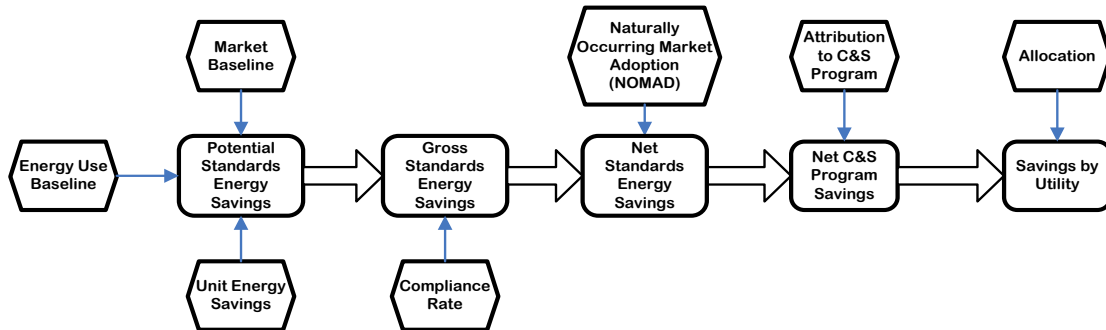 Market
Baseline
Naturally
Occurring Market
Adoption
(NOMAD)
Attribution
to C&S
Program
Allocation
Energy Use
Baseline
Potential
Standards
Energy
Savings
Gross
Standards
Energy
Savings
Net
Standards
Energy
Savings
Net C&S
Program
Savings
Savings by
Utility
Unit Energy
Savings
Compliance
Rate